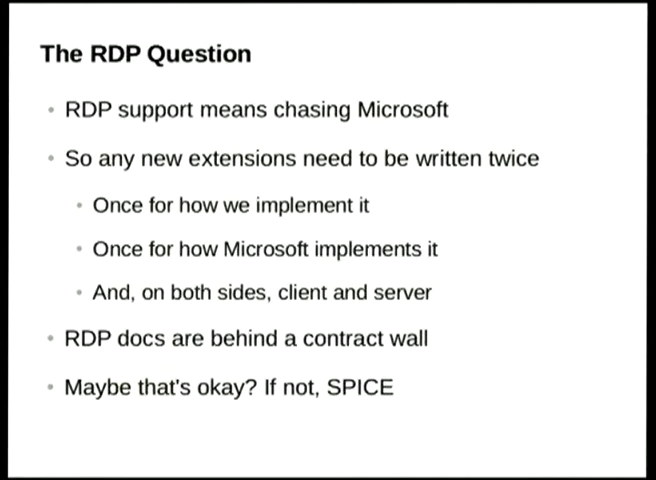 The RDP Question
RDP support means chasing Microsoft
So any new extensions need to be written twice
Once for how we implement it
Once for how Microsoft implements it
And, on both sides, client and server
RDP docs are behind a contract wall
Maybe that's okay? If not, SPICE